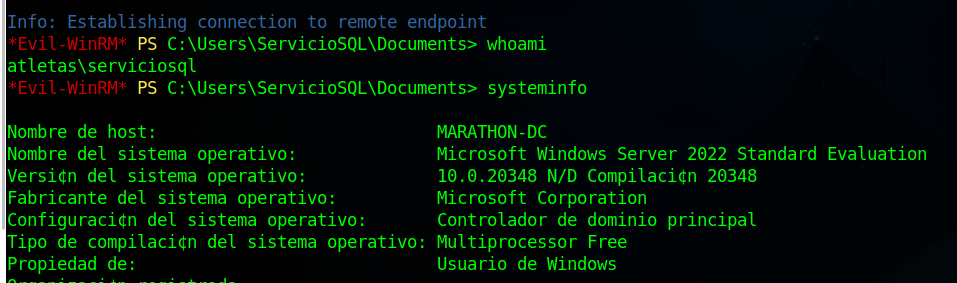 Info: Establishing connection to remote endpoint
*Evil-WinRM* PS C:\Users\ServicioSQL\Documents> whoami
atletas\serviciosql
*Evil-WinRM* PS C:\Users\ServicioSQL\Documents> systeminfo
Nombre de host: MARATHON-DC
Nombre del sistema operativo: Microsoft Windows Server 2022 Standard Evaluation
Versi¢n del sistema operativo: 10.0.20348 N/D Compilaci¢n 20348
Fabricante del sistema operativo: Microsoft Corporation
Configuraci¢n del sistema operativo: Controlador de dominio principal
Tipo de compilaci¢n del sistema operativo: Multiprocessor Free
Propiedad de: Usuario de Windows